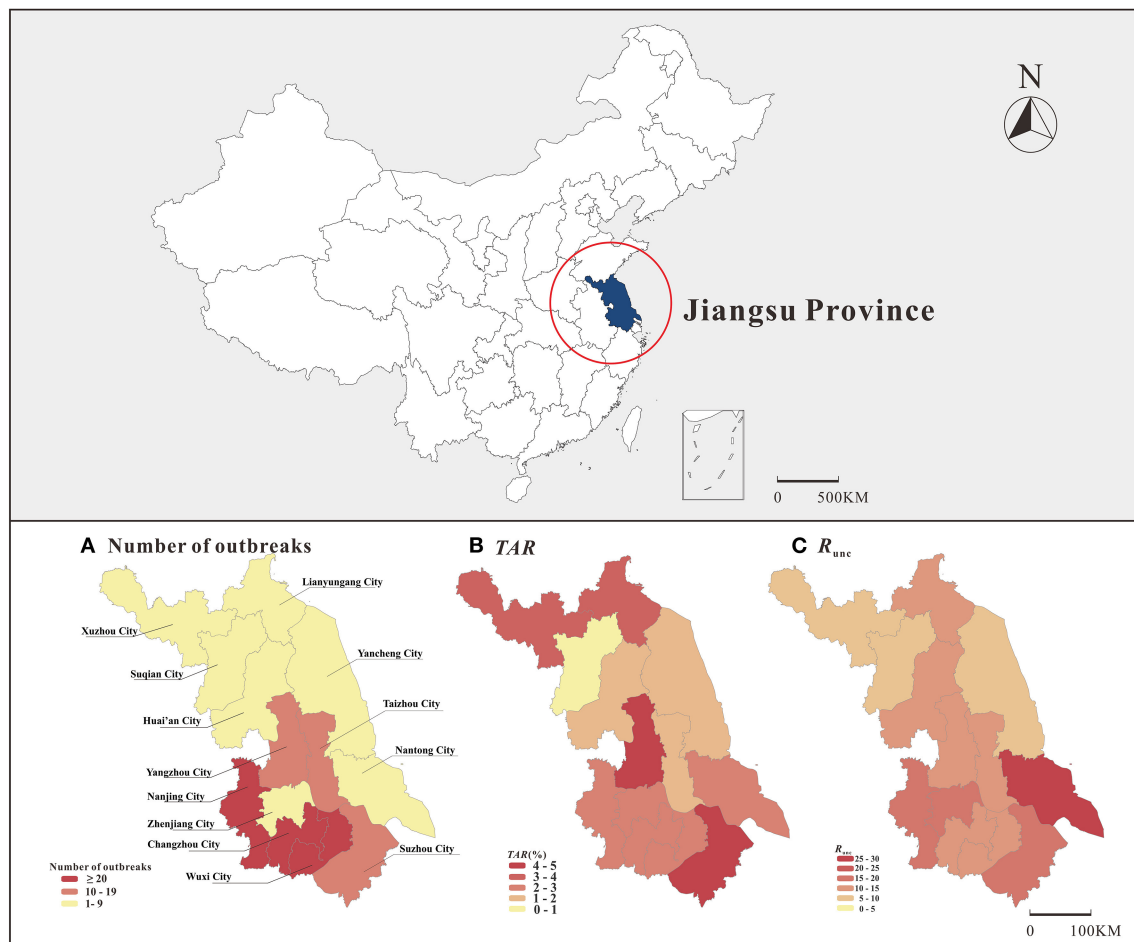 N
Jiangsu Province
0 500KM
A Number of outbreaks
Lianyungang City
Xuzhou City
Yancheng City
Suqian City
Taizhou City
Huai'an City
Nantong City
Yangzhou City
Nanjing City
Zhenjiang City
Changzhou City
Suzhou City
Wuxi City
Number of outbreaks
≥ 20
10 - 19
1 - 9
B TAR
TAR(%)
4 - 5
3 - 4
2 - 3
1 - 2
0 - 1
C Runc
Runc
25 - 30
20 - 25
15 - 20
10 - 15
5 - 10
0 - 5
0 100KM